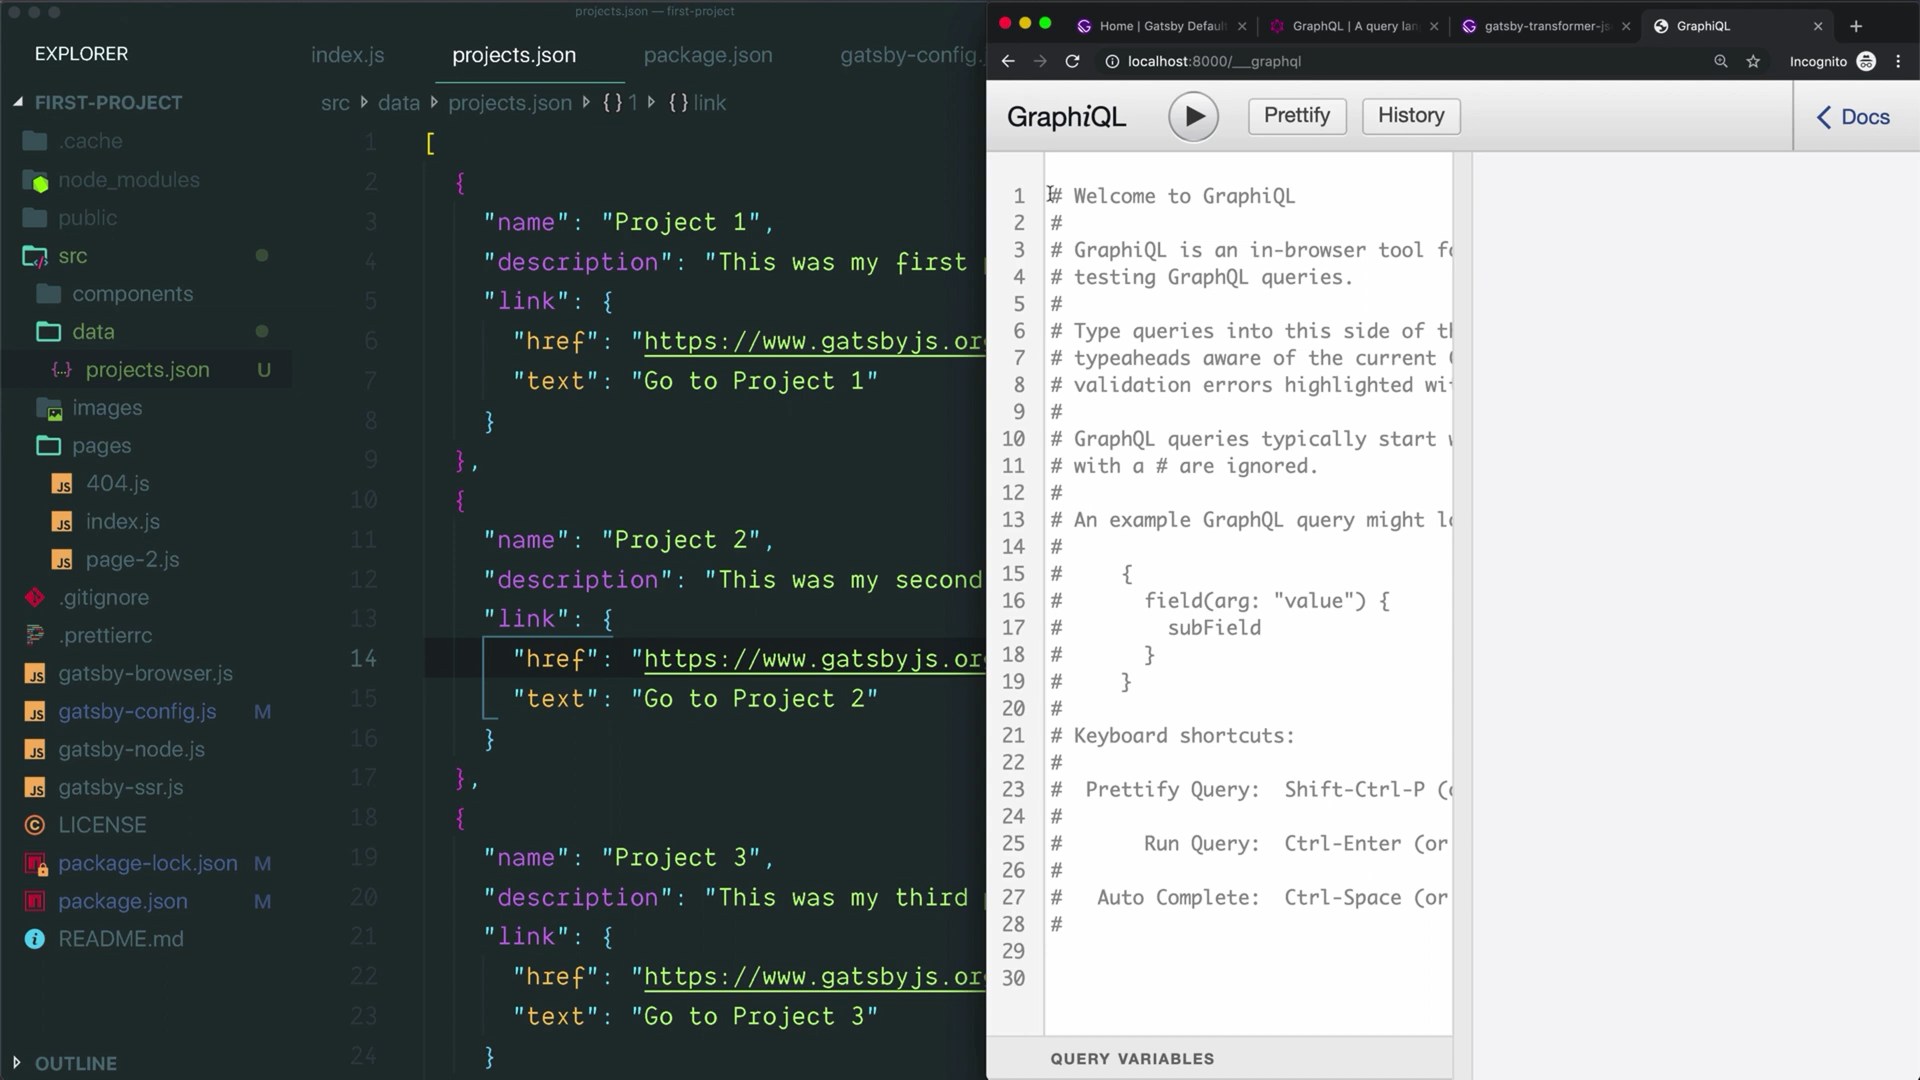 projects.json — first-project
EXPLORER
FIRST-PROJECT
.cache
node_modules
public
src
components
data
{..} projects.json U
images
pages
JS 404.js
JS index.js
JS page-2.js
.gitignore
.prettierrc
JS gatsby-browser.js
JS gatsby-config.js M
JS gatsby-node.js
JS gatsby-ssr.js
LICENSE
package-lock.json M
package.json M
README.md
OUTLINE
index.js projects.json package.json gatsby-config.
src data projects.json { } 1 { } link
1 [
2 {
3 "name": "Project 1",
4 "description": "This was my first
5 "link": {
6 "href": "https://www.gatsbyjs.or
7 "text": "Go to Project 1"
8 }
9 },
10 {
11 "name": "Project 2",
12 "description": "This was my second
13 "link": {
14 "href": "https://www.gatsbyjs.or
15 "text": "Go to Project 2"
16 }
17 },
18 {
19 "name": "Project 3",
20 "description": "This was my third
21 "link": {
22 "href": "https://www.gatsbyjs.or
23 "text": "Go to Project 3"
24 }
Home | Gatsby Default GraphQL | A query lan gatsby-transformer-js GraphiQL
localhost:8000/___graphql Incognito
GraphiQL Prettify History Docs
1 # Welcome to GraphiQL
2 #
3 # GraphiQL is an in-browser tool fo
4 # testing GraphQL queries.
5 #
6 # Type queries into this side of th
7 # typeaheads aware of the current
8 # validation errors highlighted wi
9 #
10 # GraphQL queries typically start w
11 # with a # are ignored.
12 #
13 # An example GraphQL query might lo
14 #
15 # {
16 # field(arg: "value") {
17 # subField
18 # }
19 # }
20 #
21 # Keyboard shortcuts:
22 #
23 # Prettify Query: Shift-Ctrl-P (o
24 #
25 # Run Query: Ctrl-Enter (or
26 #
27 # Auto Complete: Ctrl-Space (or
28 #
29
30
QUERY VARIABLES